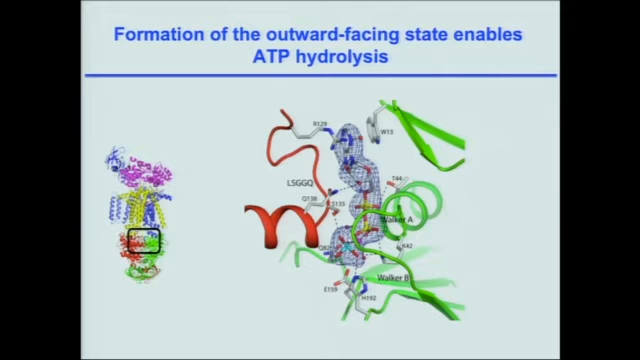 Formation of the outward-facing state enables
ATP hydrolysis
R129
W13
LSGGQ
T44
Q138
S135
Walker A
Q82
K42
Walker B
E159
H192